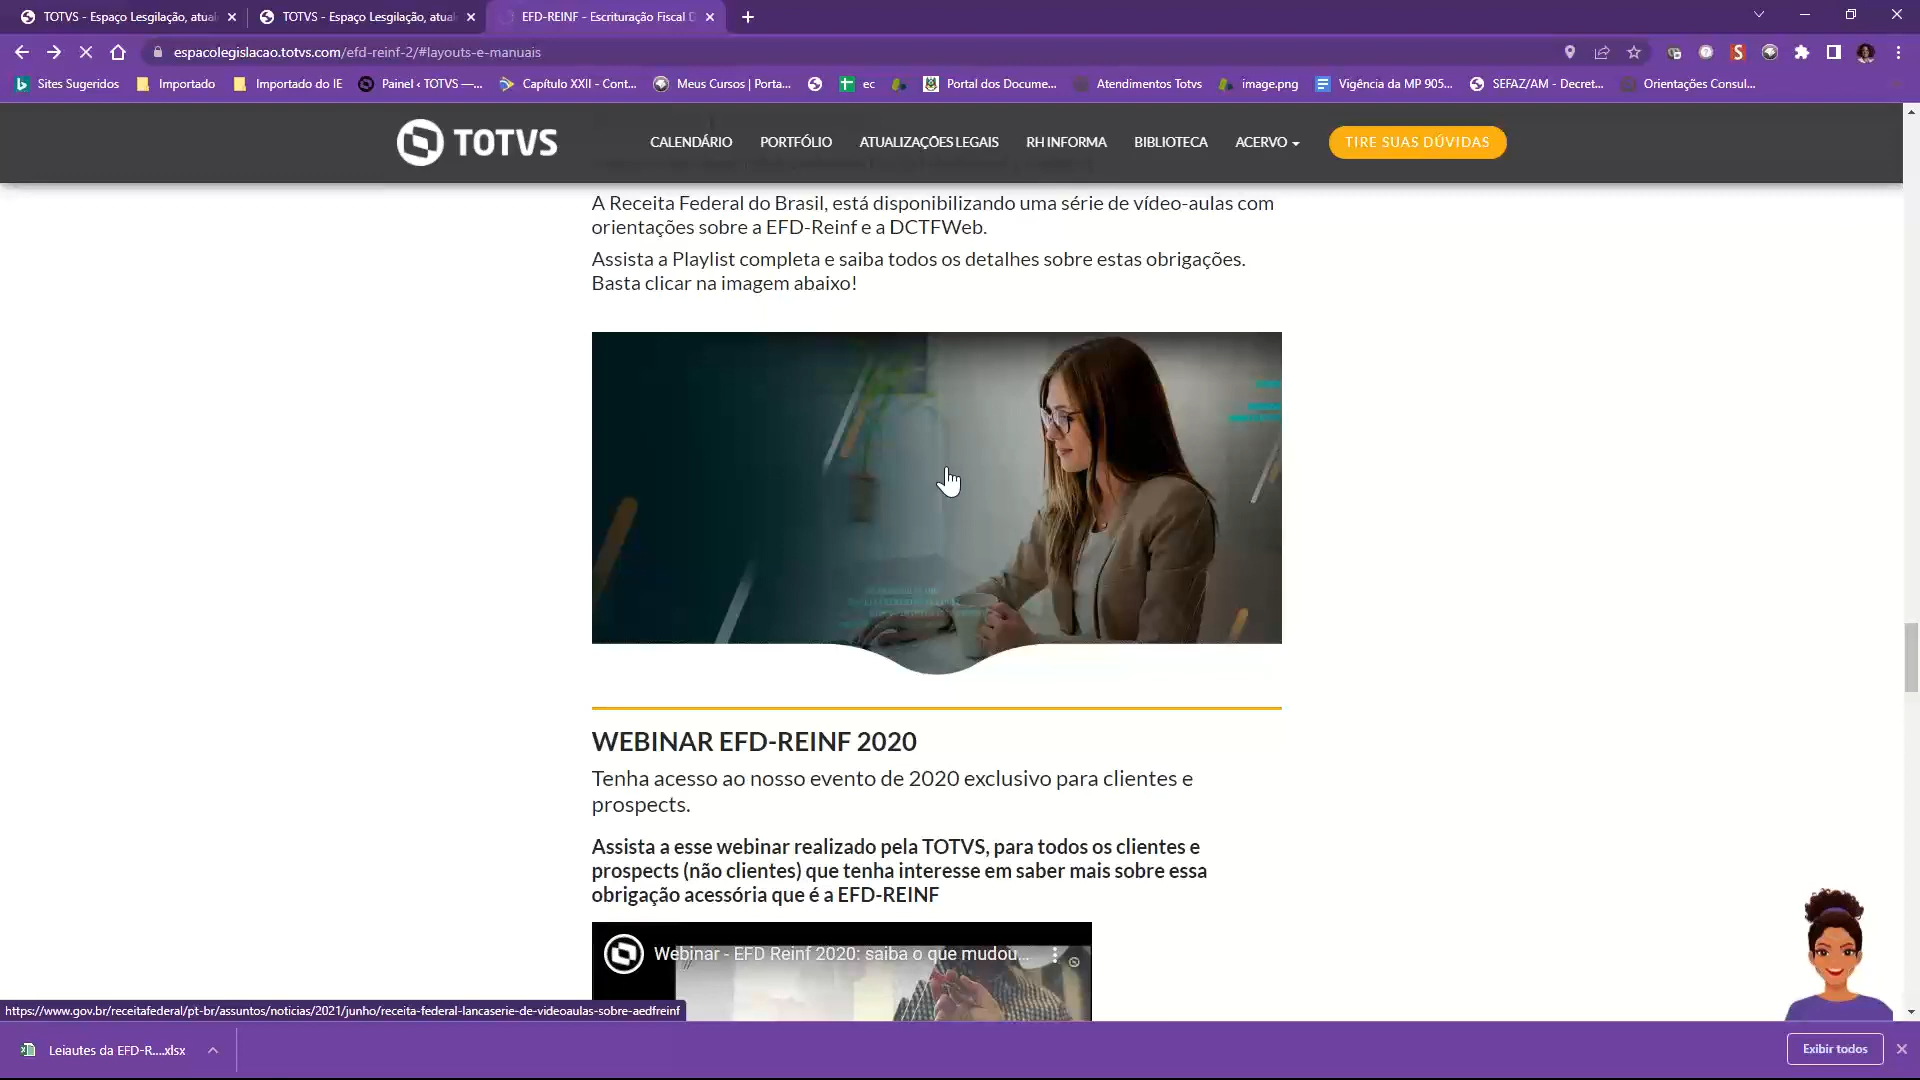 TOTVS - Espaço Lesgilação, atual
TOTVS - Espaço Lesgilação, atual
EFD-REINF - Escrituração Fiscal D
espacolegislacao.totvs.com/efd-reinf-2/#layouts-e-manuais
Sites Sugeridos
Importado
Importado do IE
Painel ‹ TOTVS —...
Capítulo XXII - Cont...
Meus Cursos | Porta...
ec
Portal dos Docume...
Atendimentos Totvs
image.png
Vigência da MP 905...
SEFAZ/AM - Decret...
Orientações Consul...
TOTVS
CALENDÁRIO
PORTFÓLIO
ATUALIZAÇÕES LEGAIS
RH INFORMA
BIBLIOTECA
ACERVO
TIRE SUAS DÚVIDAS
A Receita Federal do Brasil, está disponibilizando uma série de vídeo-aulas com
orientações sobre a EFD-Reinf e a DCTFWeb.
Assista a Playlist completa e saiba todos os detalhes sobre estas obrigações.
Basta clicar na imagem abaixo!
WEBINAR EFD-REINF 2020
Tenha acesso ao nosso evento de 2020 exclusivo para clientes e
prospects.
Assista a esse webinar realizado pela TOTVS, para todos os clientes e
prospects (não clientes) que tenha interesse em saber mais sobre essa
obrigação acessória que é a EFD-REINF
Webinar - EFD Reinf 2020: saiba o que mudou...
https://www.gov.br/receitafederal/pt-br/assuntos/noticias/2021/junho/receita-federal-lancaserie-de-videoaulas-sobre-aedfreinf
Leiautes da EFD-R....xlsx
Exibir todos